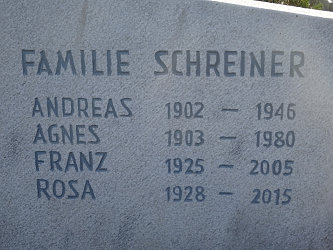 FAMILIE SCHREINER
ANDREAS 1902 – 1946
AGNES 1903 – 1980
FRANZ 1925 – 2005
ROSA 1928 – 2015